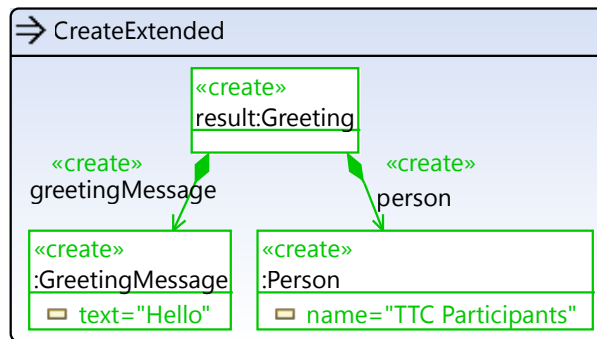 CreateExtended
«create»
result:Greeting
«create»
greetingMessage
«create»
person
«create»
:GreetingMessage
text="Hello"
«create»
:Person
name="TTC Participants"